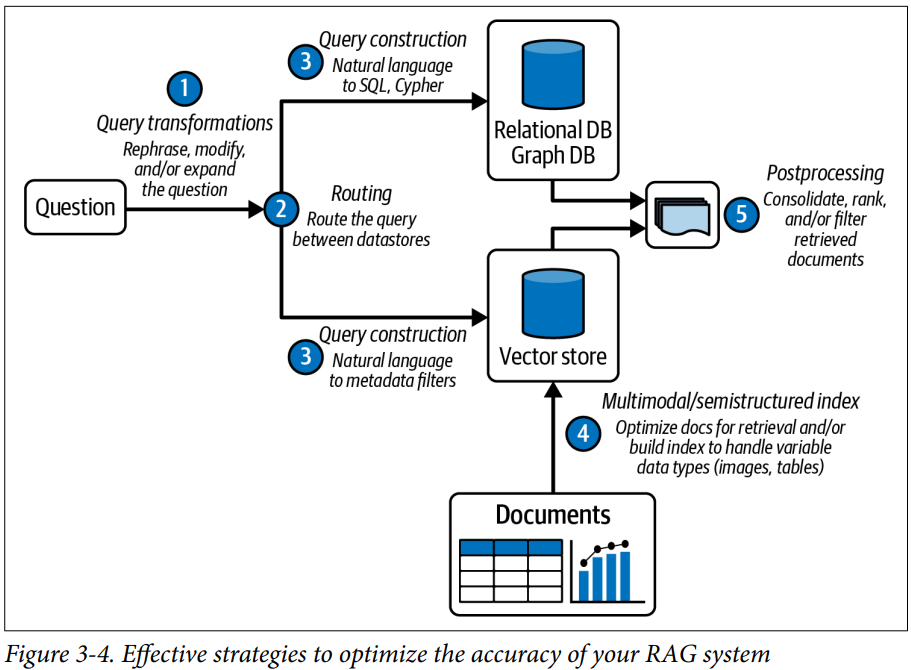 Query construction
3
Natural language
to SQL, Cypher
1
Query transformations
Rephrase, modify,
and/or expand
the question
Question
2
Routing
Route the query
between datastores
Relational DB
Graph DB
Postprocessing
5
Consolidate, rank,
and/or filter
retrieved
documents
Query construction
3
Natural language
to metadata filters
Vector store
Multimodal/semistructured index
4
Optimize docs for retrieval and/or
build index to handle variable
data types (images, tables)
Documents
Figure 3-4. Effective strategies to optimize the accuracy of your RAG system